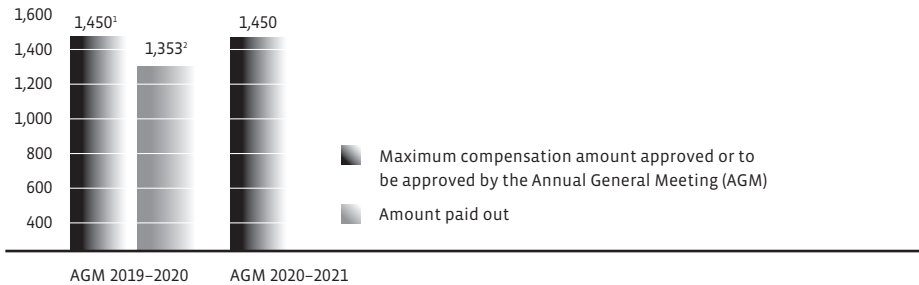 1,600
1,450¹
1,353²
1,450
1,400
1,200
1,000
800
600
400
Maximum compensation amount approved or to
be approved by the Annual General Meeting (AGM)
Amount paid out
AGM 2019–2020
AGM 2020–2021